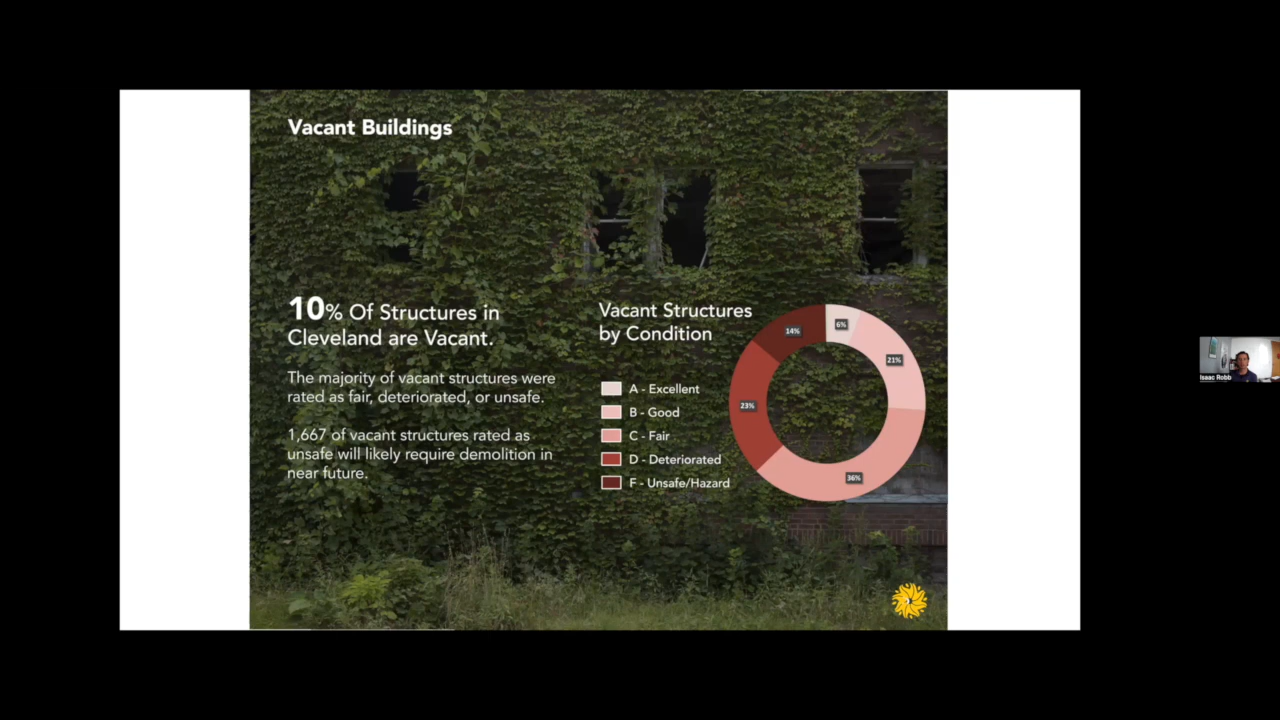 Vacant Buildings
10% Of Structures in
Cleveland are Vacant.
The majority of vacant structures were
rated as fair, deteriorated, or unsafe.
1,667 of vacant structures rated as
unsafe will likely require demolition in
near future.
Vacant Structures
by Condition
A - Excellent
B - Good
C - Fair
D - Deteriorated
F - Unsafe/Hazard
6%
21%
36%
23%
14%
Isaac Robb